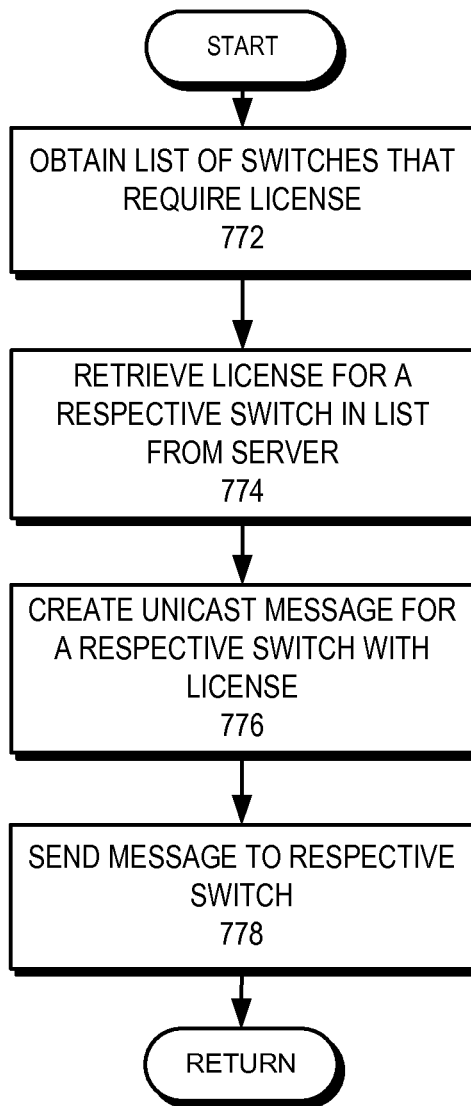 START
OBTAIN LIST OF SWITCHES THAT
REQUIRE LICENSE
772
RETRIEVE LICENSE FOR A
RESPECTIVE SWITCH IN LIST
FROM SERVER
774
CREATE UNICAST MESSAGE FOR
A RESPECTIVE SWITCH WITH
LICENSE
776
SEND MESSAGE TO RESPECTIVE
SWITCH
778
RETURN